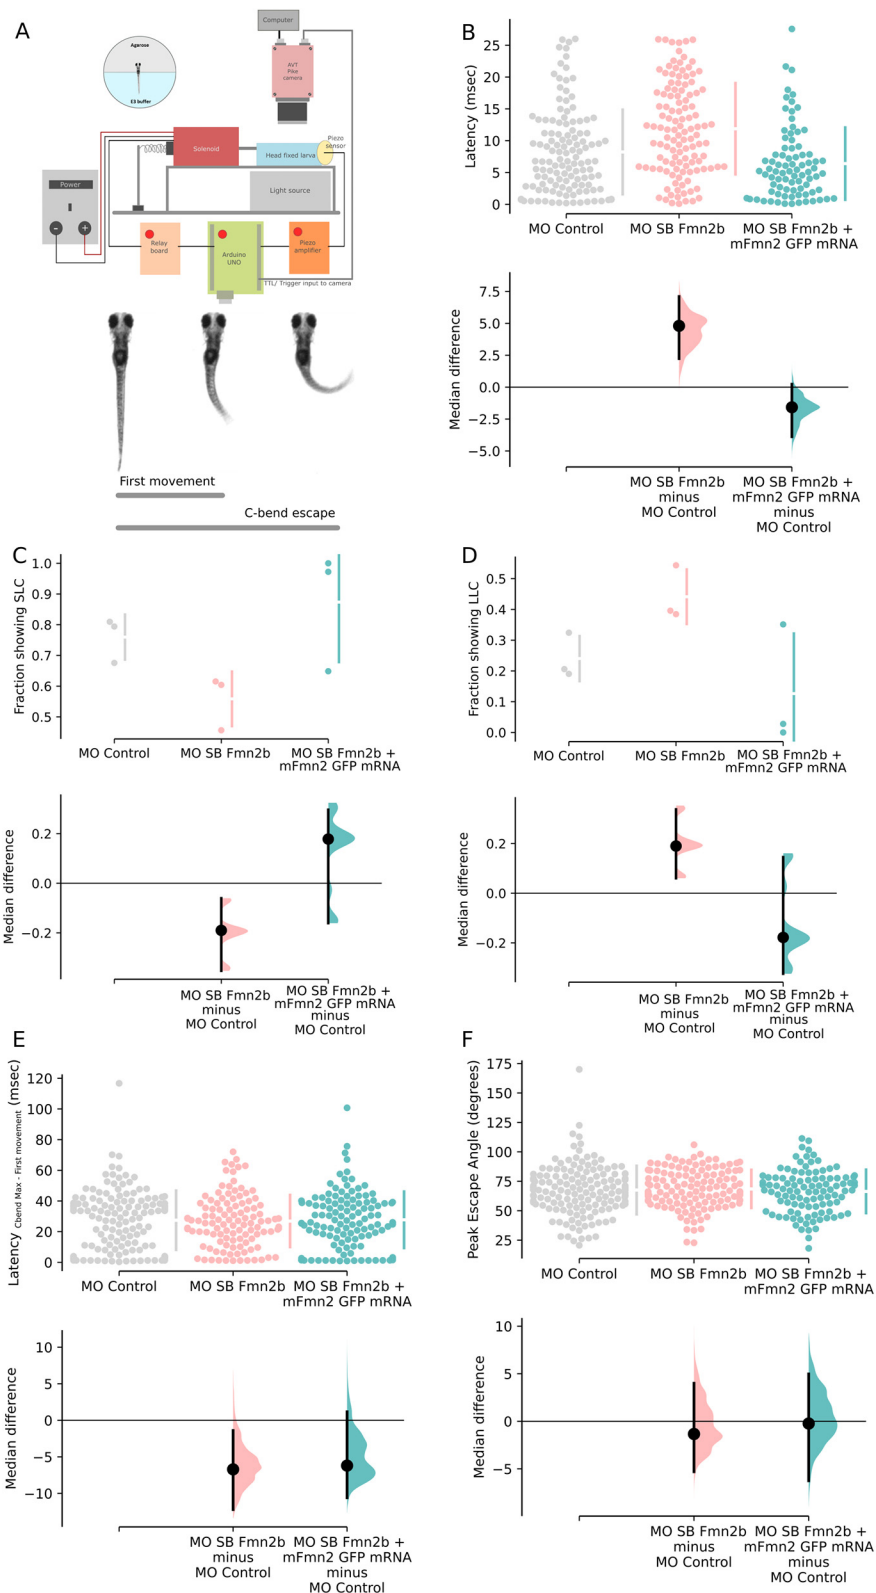 A
Computer
Agarose
E3 buffer
AVT
Pike
camera
Piezo
sensor
Solenoid
Head fixed larva
Power
Light source
−
+
Relay
board
Arduino
UNO
Piezo
amplifier
TTL/ Trigger input to camera
First movement
C-bend escape
B
Latency (msec)
25
20
15
10
5
0
MO Control
MO SB Fmn2b
MO SB Fmn2b +
mFmn2 GFP mRNA
Median difference
7.5
5.0
2.5
0.0
−2.5
−5.0
MO SB Fmn2b
minus
MO Control
MO SB Fmn2b +
mFmn2 GFP mRNA
minus
MO Control
C
Fraction showing SLC
1.0
0.9
0.8
0.7
0.6
0.5
MO Control
MO SB Fmn2b
MO SB Fmn2b +
mFmn2 GFP mRNA
Median difference
0.2
0.0
−0.2
MO SB Fmn2b
minus
MO Control
MO SB Fmn2b +
mFmn2 GFP mRNA
minus
MO Control
D
Fraction showing LLC
0.5
0.4
0.3
0.2
0.1
0.0
MO Control
MO SB Fmn2b
MO SB Fmn2b +
mFmn2 GFP mRNA
Median difference
0.2
0.0
−0.2
MO SB Fmn2b
minus
MO Control
MO SB Fmn2b +
mFmn2 GFP mRNA
minus
MO Control
E
Latency Cbend Max - First movement (msec)
120
100
80
60
40
20
0
MO Control
MO SB Fmn2b
MO SB Fmn2b +
mFmn2 GFP mRNA
Median difference
10
5
0
−5
−10
MO SB Fmn2b
minus
MO Control
MO SB Fmn2b +
mFmn2 GFP mRNA
minus
MO Control
F
Peak Escape Angle (degrees)
175
150
125
100
75
50
25
MO Control
MO SB Fmn2b
MO SB Fmn2b +
mFmn2 GFP mRNA
Median difference
10
5
0
−5
MO SB Fmn2b
minus
MO Control
MO SB Fmn2b +
mFmn2 GFP mRNA
minus
MO Control